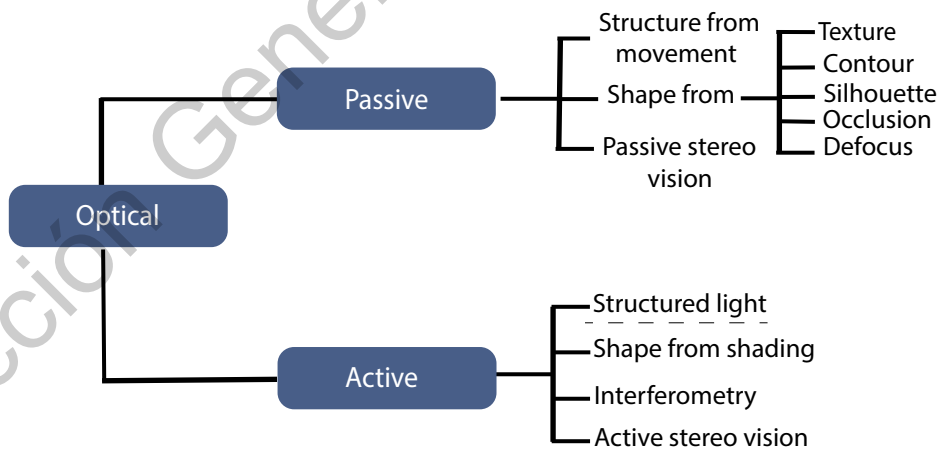 Structure from
movement
Texture
Contour
Passive
Shape from
Silhouette
Occlusion
Passive stereo
vision
Defocus
Optical
Structured light
Shape from shading
Active
Interferometry
Active stereo vision